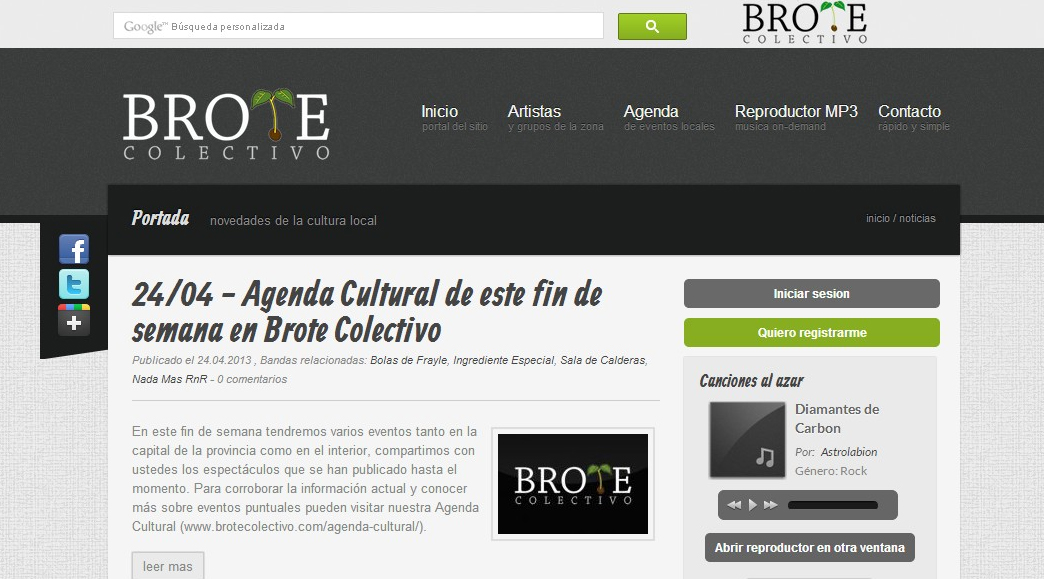 Google™ Búsqueda personalizada
BROTE
COLECTIVO
BROTE
COLECTIVO
Inicio
portal del sitio
Artistas
y grupos de la zona
Agenda
de eventos locales
Reproductor MP3
musica on-demand
Contacto
rapido y simple
Portada novedades de la cultura local
inicio / noticias
24/04 – Agenda Cultural de este fin de
semana en Brote Colectivo
Publicado el 24.04.2013 , Bandas relacionadas: Bolas de Frayle, Ingrediente Especial, Sala de Calderas,
Nada Mas RnR - 0 comentarios
En este fin de semana tendremos varios eventos tanto en la
capital de la provincia como en el interior, compartimos con
ustedes los espectáculos que se han publicado hasta el
momento. Para corroborar la información actual y conocer
más sobre eventos puntuales pueden visitar nuestra Agenda
Cultural (www.brotecolectivo.com/agenda-cultural/).
BROTE
COLECTIVO
leer mas
Iniciar sesion
Quiero registrarme
Canciones al azar
Diamantes de
Carbon
Por: Astrolabion
Género: Rock
Abrir reproductor en otra ventana